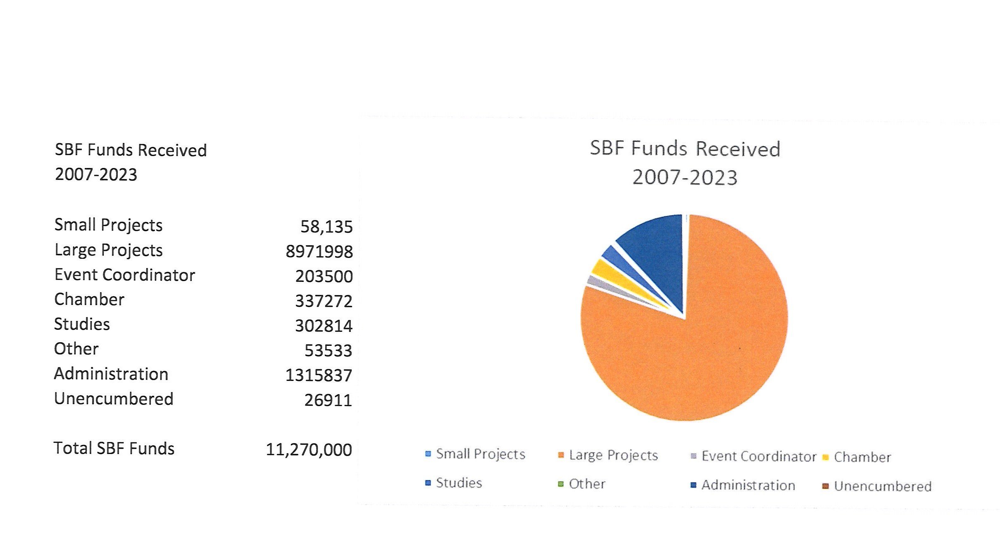 SBF Funds Received
2007-2023
Small Projects 58,135
Large Projects 8971998
Event Coordinator 203500
Chamber 337272
Studies 302814
Other 53533
Administration 1315837
Unencumbered 26911
Total SBF Funds 11,270,000
SBF Funds Received
2007-2023
Small Projects Large Projects Event Coordinator Chamber
Studies Other Administration Unencumbered